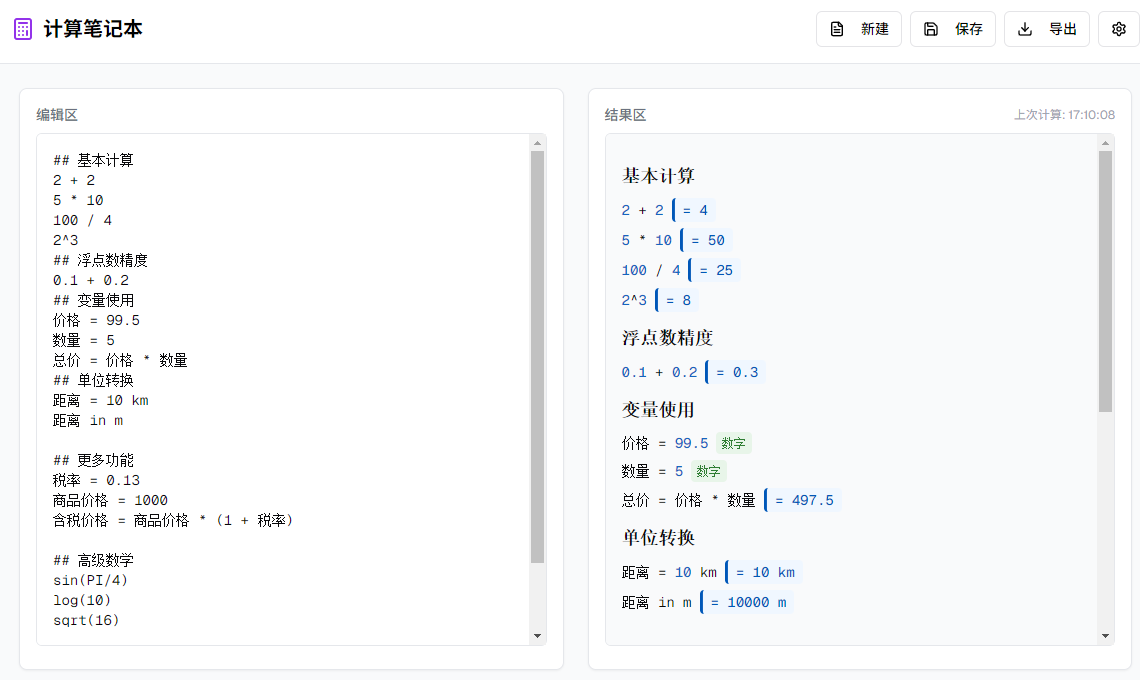 计算笔记本
新建
保存
导出
编辑区
## 基本计算
2 + 2
5 * 10
100 / 4
2^3
## 浮点数精度
0.1 + 0.2
## 变量使用
价格 = 99.5
数量 = 5
总价 = 价格 * 数量
## 单位转换
距离 = 10 km
距离 in m
## 更多功能
税率 = 0.13
商品价格 = 1000
含税价格 = 商品价格 * (1 + 税率)
## 高级数学
sin(PI/4)
log(10)
sqrt(16)
结果区
上次计算: 17:10:08
基本计算
2 + 2 = 4
5 * 10 = 50
100 / 4 = 25
2^3 = 8
浮点数精度
0.1 + 0.2 = 0.3
变量使用
价格 = 99.5 数字
数量 = 5 数字
总价 = 价格 * 数量 = 497.5
单位转换
距离 = 10 km = 10 km
距离 in m = 10000 m